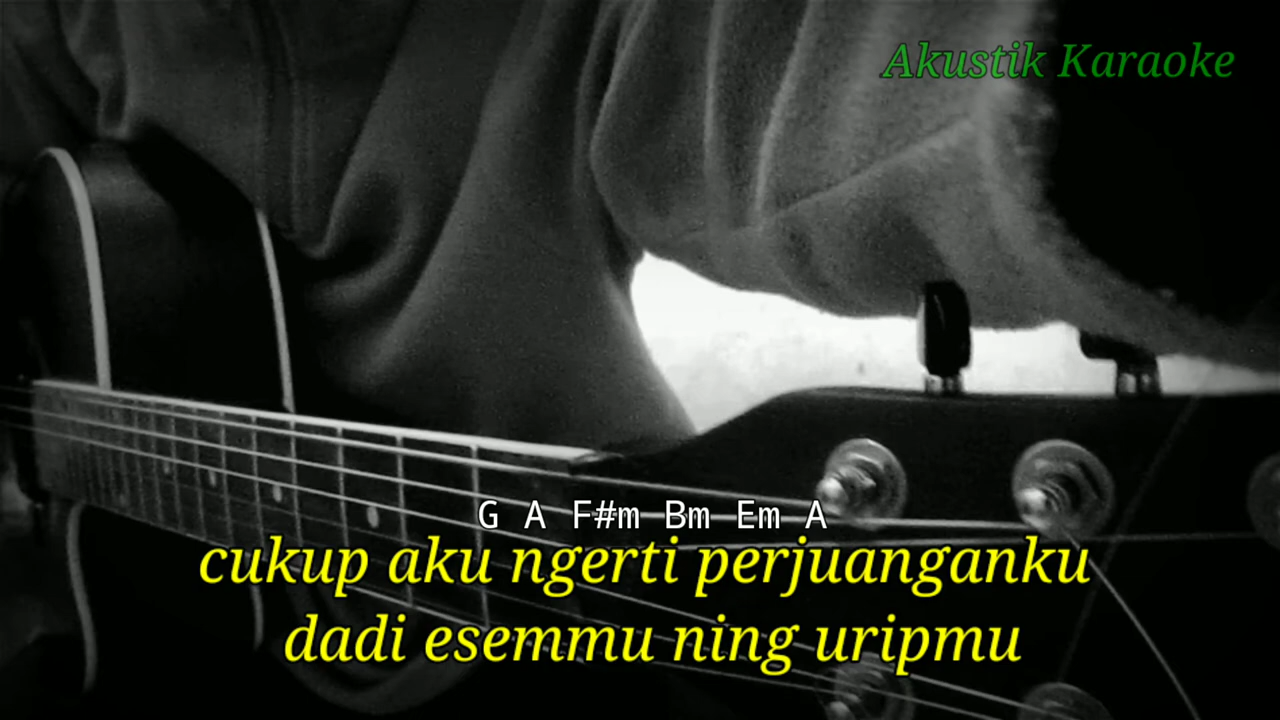 Akustik Karaoke
G A F#m Bm Em A
cukup aku ngerti perjuanganku
dadi esemmu ning uripmu